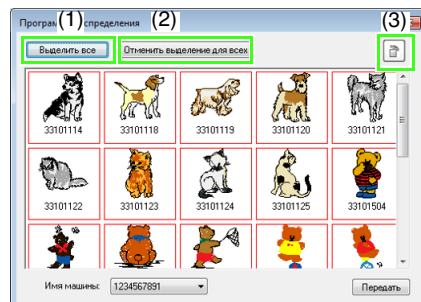 (1) (2) (3)
Програм спределения
Выделить все Отменить выделение для всех
33101114 33101118 33101119 33101120 33101121
33101122 33101123 33101124 33101125 33101504
Имя машины: 1234567891 Передать